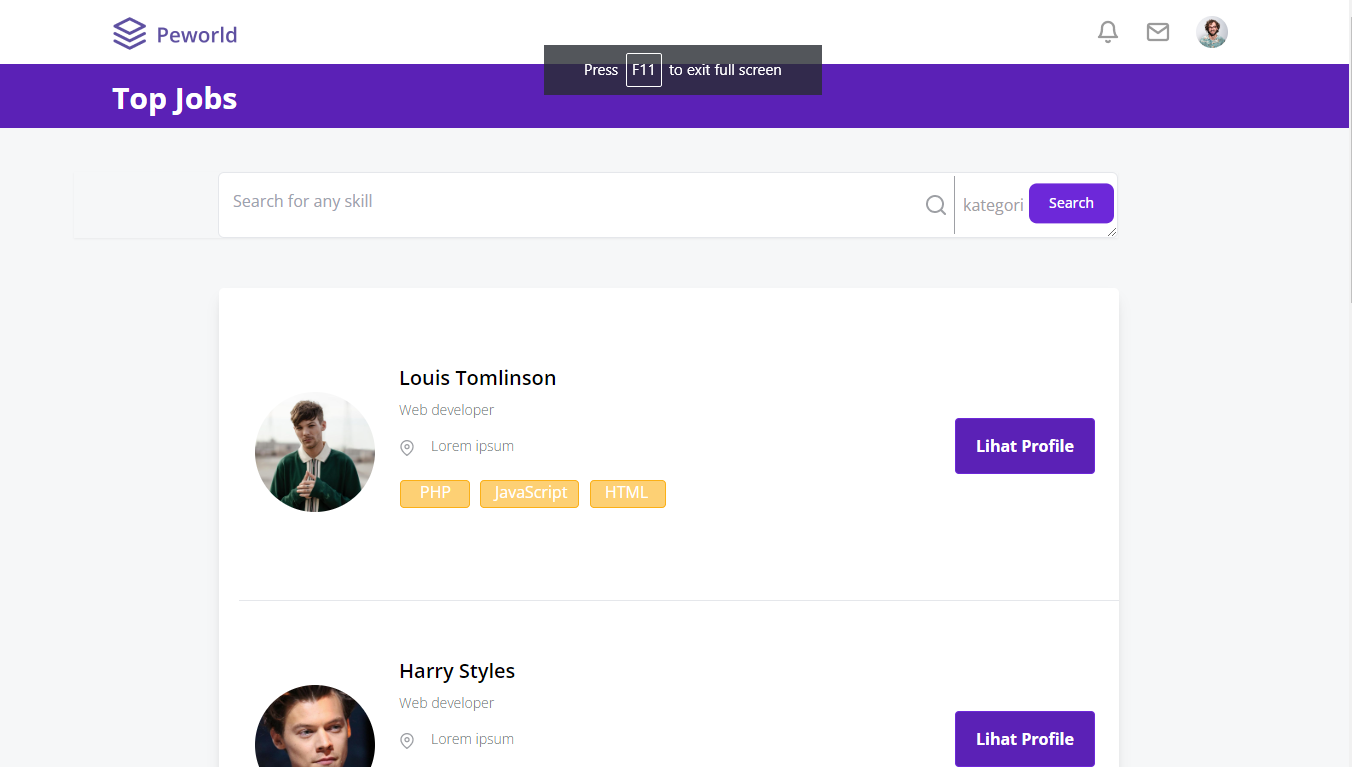 Peworld
Press F11 to exit full screen
Top Jobs
Search for any skill
kategori
Search
Louis Tomlinson
Web developer
Lorem ipsum
PHP JavaScript HTML
Lihat Profile
Harry Styles
Web developer
Lorem ipsum
Lihat Profile